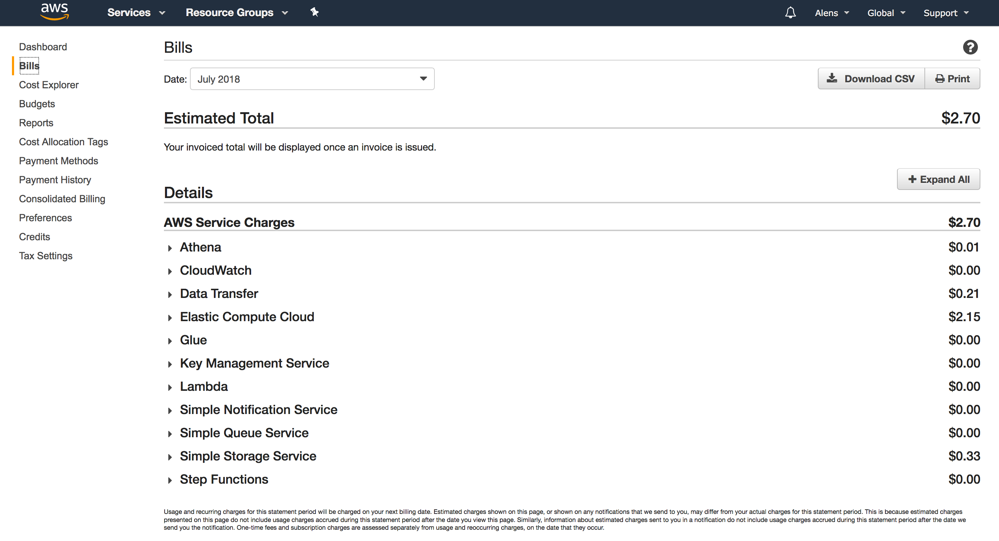 aws Services Resource Groups Alens Global Support
Dashboard
Bills
Cost Explorer
Budgets
Reports
Cost Allocation Tags
Payment Methods
Payment History
Consolidated Billing
Preferences
Credits
Tax Settings
Bills ?
Date: July 2018 Download CSV Print
Estimated Total $2.70
Your invoiced total will be displayed once an invoice is issued.
+ Expand All
Details
AWS Service Charges $2.70
Athena $0.01
CloudWatch $0.00
Data Transfer $0.21
Elastic Compute Cloud $2.15
Glue $0.00
Key Management Service $0.00
Lambda $0.00
Simple Notification Service $0.00
Simple Queue Service $0.00
Simple Storage Service $0.33
Step Functions $0.00
Usage and recurring charges for this statement period will be charged on your next billing date. Estimated charges shown on this page, or shown on any notifications that we send to you, may differ from your actual charges for this statement period. This is because estimated charges
presented on this page do not include usage charges accrued during this statement period after the date you view this page. Similarly, information about estimated charges sent to you in a notification do not include usage charges accrued during this statement period after the date we
send you the notification. One-time fees and subscription charges are assessed separately from usage and reoccurring charges, on the date that they occur.